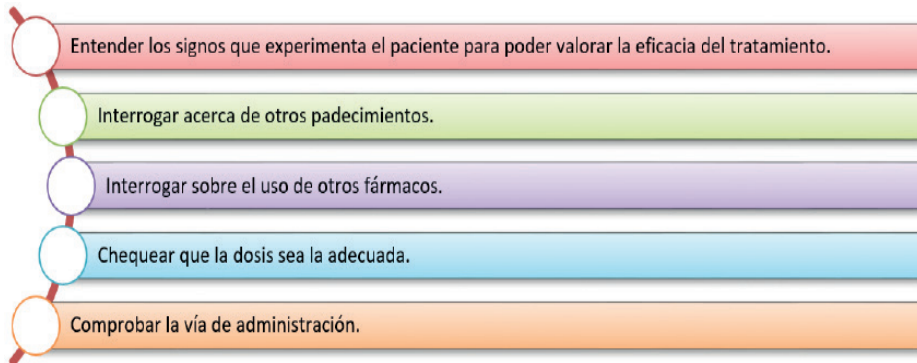 Entender los signos que experimenta el paciente para poder valorar la eficacia del tratamiento.
Interrogar acerca de otros padecimientos.
Interrogar sobre el uso de otros fármacos.
Chequear que la dosis sea la adecuada.
Comprobar la vía de administración.